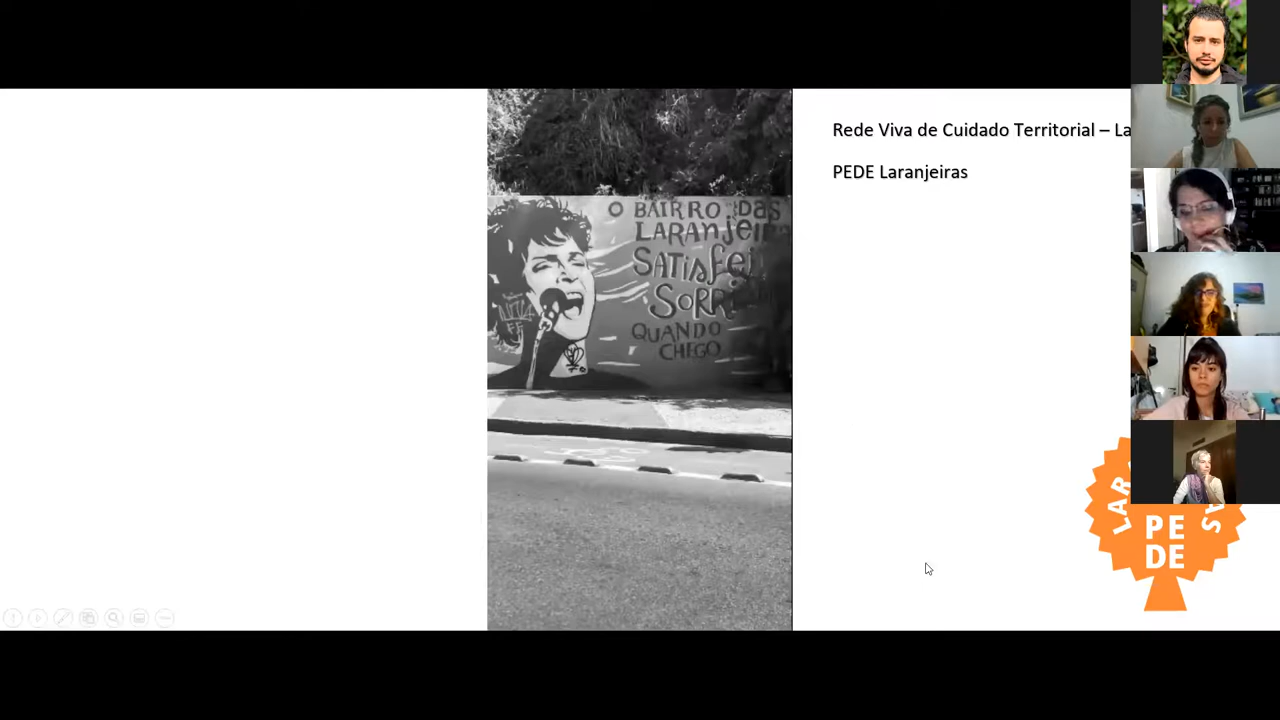 Rede Viva de Cuidado Territorial – La
PEDE Laranjeiras
O BAIRRO DAS
LARANJEI
SATISFEI
SORRI
QUANDO
CHEGO
PE
DE